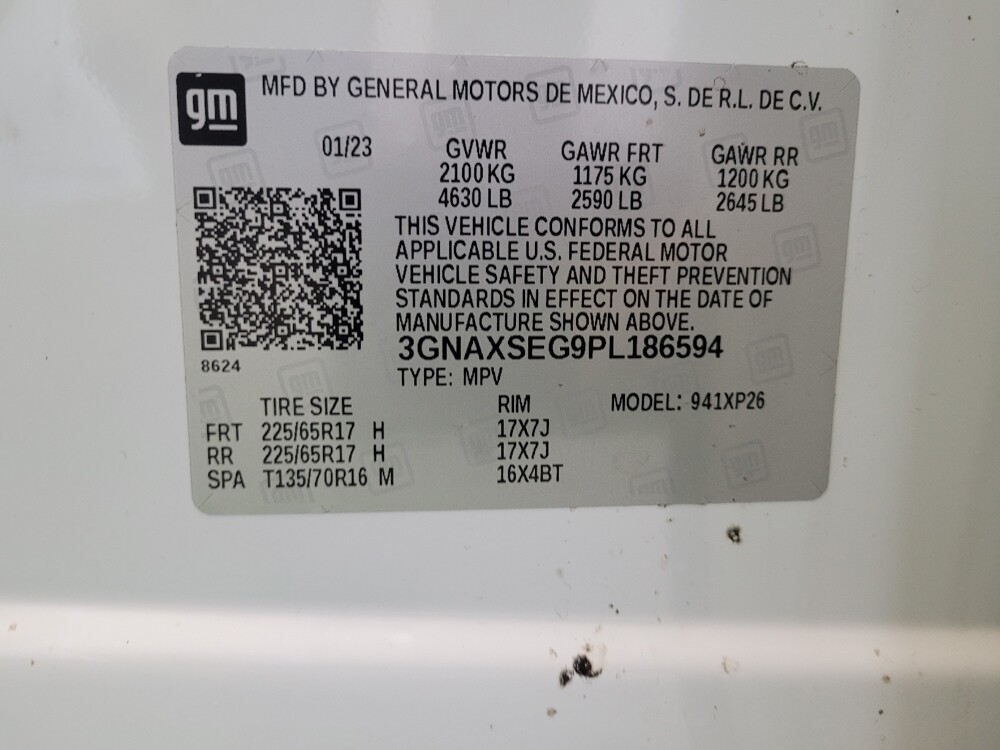 gm
MFD BY GENERAL MOTORS DE MEXICO, S. DE R.L. DE C.V.
01/23 GVWR GAWR FRT GAWR RR
2100 KG 1175 KG 1200 KG
4630 LB 2590 LB 2645 LB
THIS VEHICLE CONFORMS TO ALL
APPLICABLE U.S. FEDERAL MOTOR
VEHICLE SAFETY AND THEFT PREVENTION
STANDARDS IN EFFECT ON THE DATE OF
MANUFACTURE SHOWN ABOVE.
3GNAXSEG9PL186594
8624
TYPE: MPV
TIRE SIZE RIM MODEL: 941XP26
FRT 225/65R17 H 17X7J
RR 225/65R17 H 17X7J
SPA T135/70R16 M 16X4BT